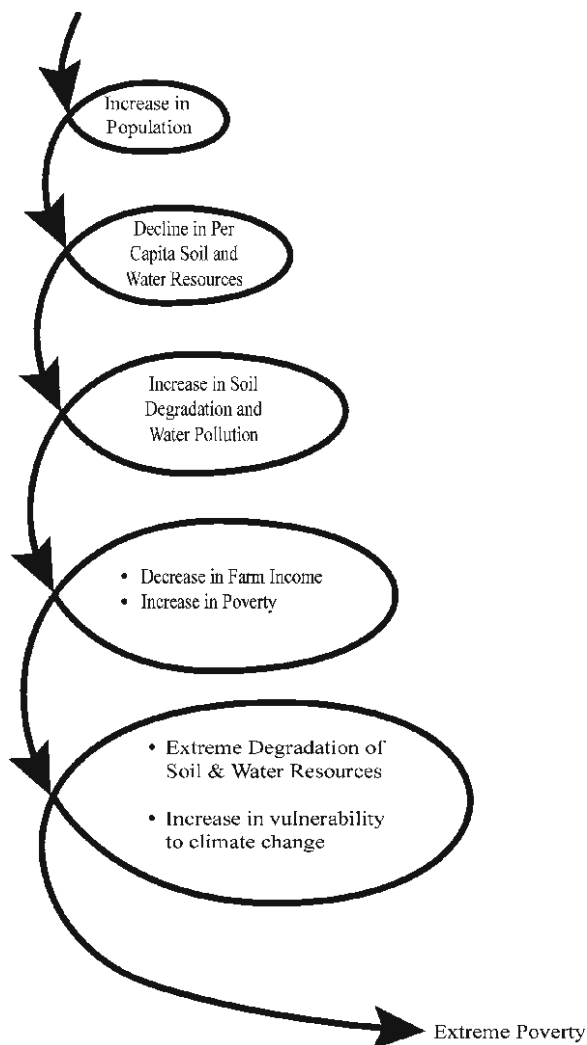 Increase in
Population
Decline in Per
Capita Soil and
Water Resources
Increase in Soil
Degradation and
Water Pollution
• Decrease in Farm Income
• Increase in Poverty
• Extreme Degradation of
Soil & Water Resources
• Increase in vulnerability
to climate change
Extreme Poverty